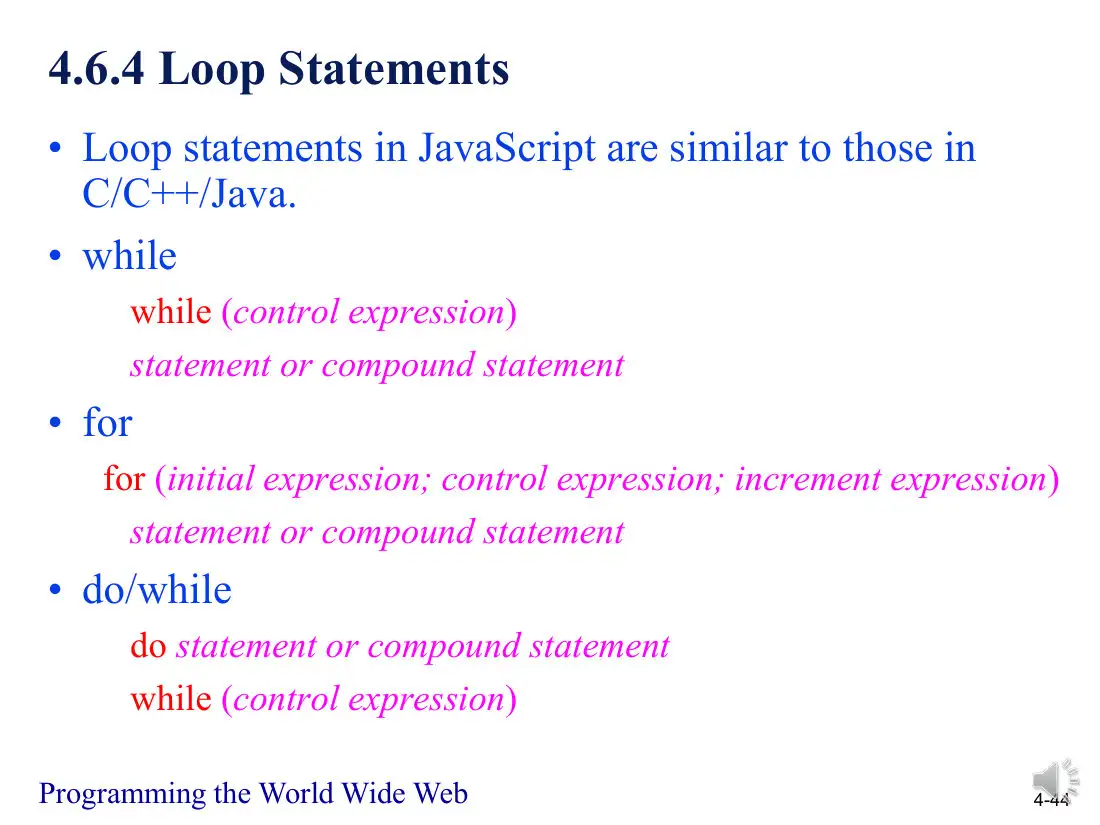 4.6.4 Loop Statements
• Loop statements in JavaScript are similar to those in
C/C++/Java.
• while
while (control expression)
statement or compound statement
• for
for (initial expression; control expression; increment expression)
statement or compound statement
• do/while
do statement or compound statement
while (control expression)
Programming the World Wide Web
4-44